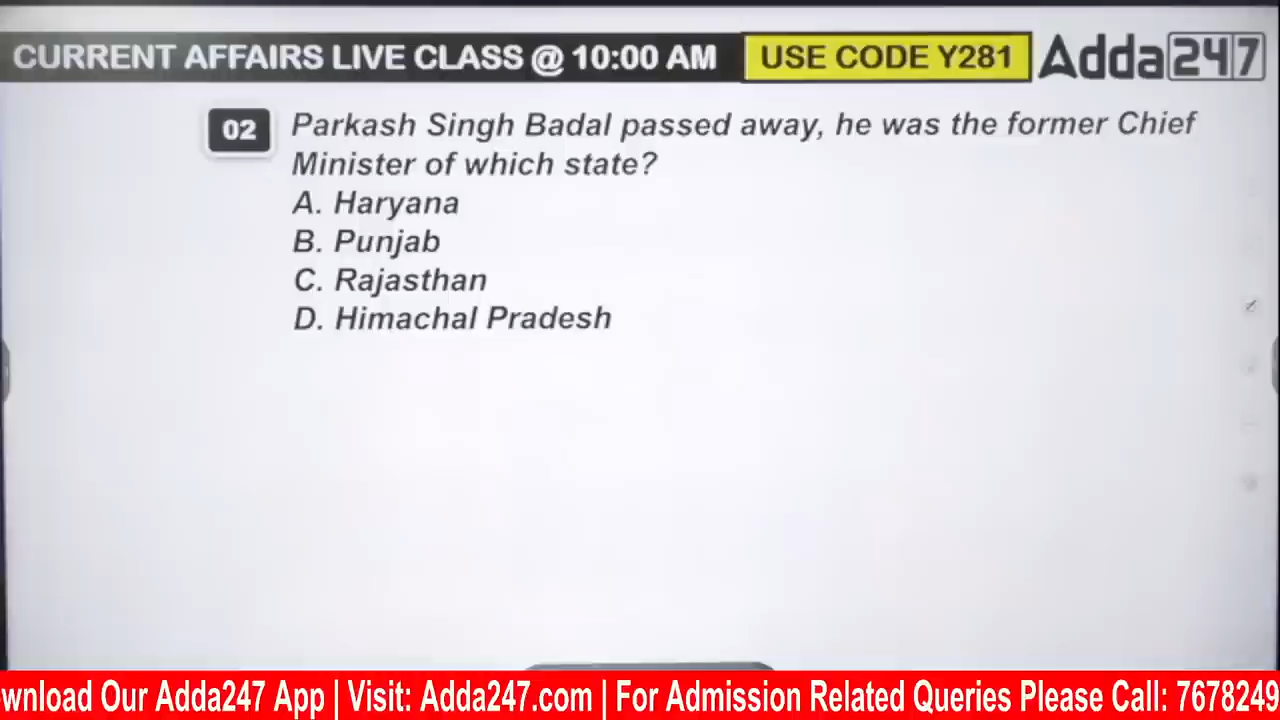 CURRENT AFFAIRS LIVE CLASS @ 10:00 AM
USE CODE Y281
Adda247
02
Parkash Singh Badal passed away, he was the former Chief
Minister of which state?
A. Haryana
B. Punjab
C. Rajasthan
D. Himachal Pradesh
wnload Our Adda247 App | Visit: Adda247.com | For Admission Related Queries Please Call: 7678249